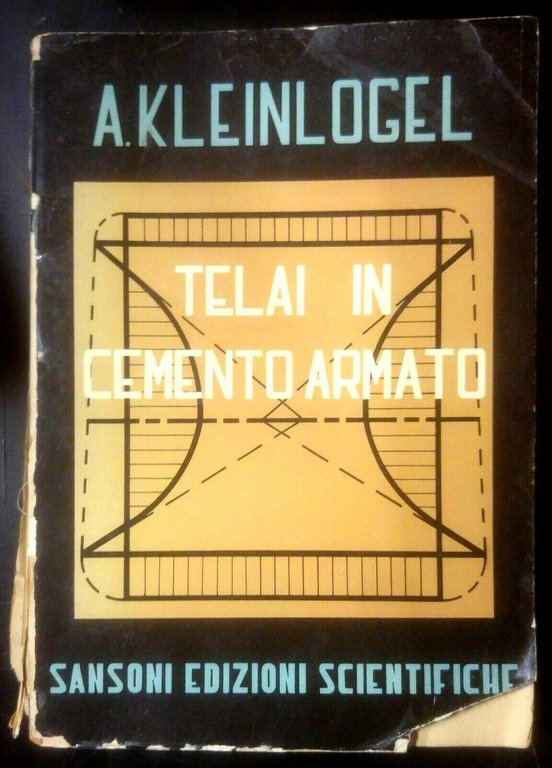 A.KLEINLOGEL
TELAI IN
CEMENTO ARMATO
SANSONI EDIZIONI SCIENTIFICHE